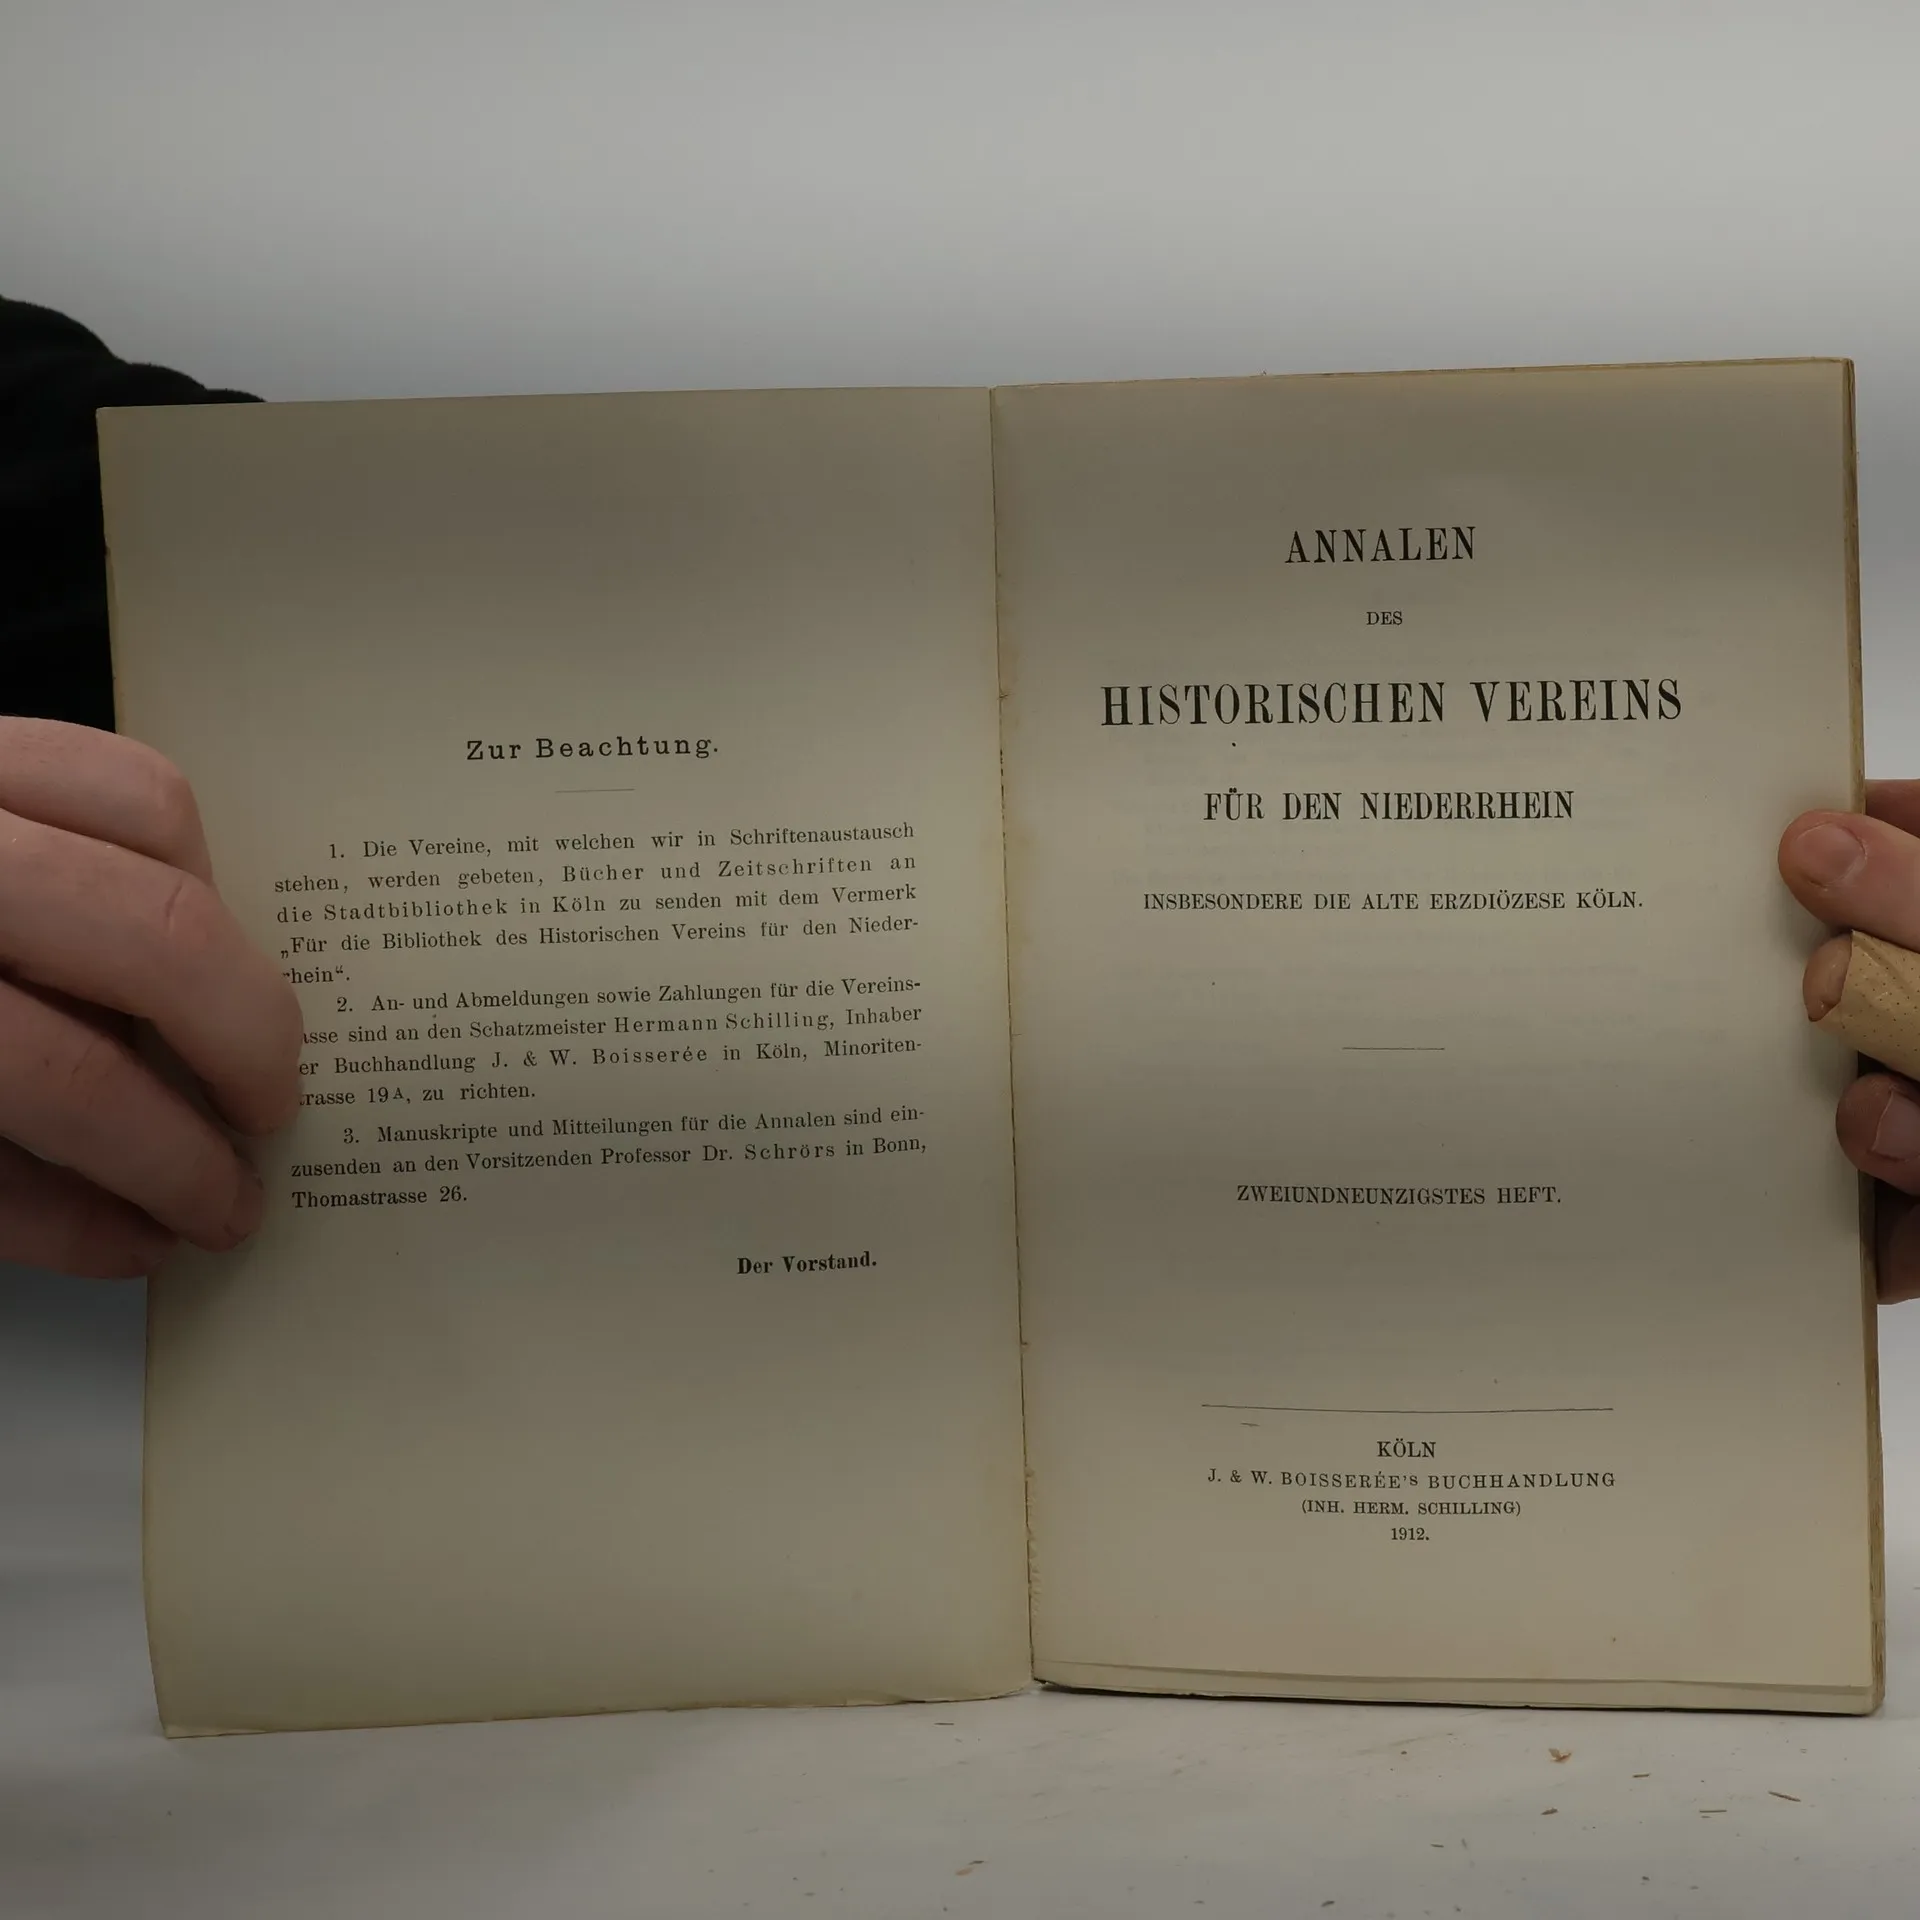 Zur Beachtung.
1. Die Vereine, mit welchen wir in Schriftenaustausch
stehen, werden gebeten, Bücher und Zeitschriften an
die Stadtbibliothek in Köln zu senden mit dem Vermerk
„Für die Bibliothek des Historischen Vereins für den Nieder-
rhein“.
2. An- und Abmeldungen sowie Zahlungen für die Vereins-
sind an den Schatzmeister Hermann Schilling, Inhaber
Buchhandlung J. & W. Boisserée in Köln, Minoriten-
19A, zu richten.
3. Manuskripte und Mitteilungen für die Annalen sind ein-
zusenden an den Vorsitzenden Professor Dr. Schrörs in Bonn,
Thomastrasse 26.
Der Vorstand.
ANNALEN
DES
HISTORISCHEN VEREINS
FÜR DEN NIEDERRHEIN
INSBESONDERE DIE ALTE ERZDIÖZESE KÖLN.
ZWEIUNDNEUNZIGSTES HEFT.
KÖLN
J. & W. BOISSERÉE'S BUCHHANDLUNG
(INH. HERM. SCHILLING)
1912.